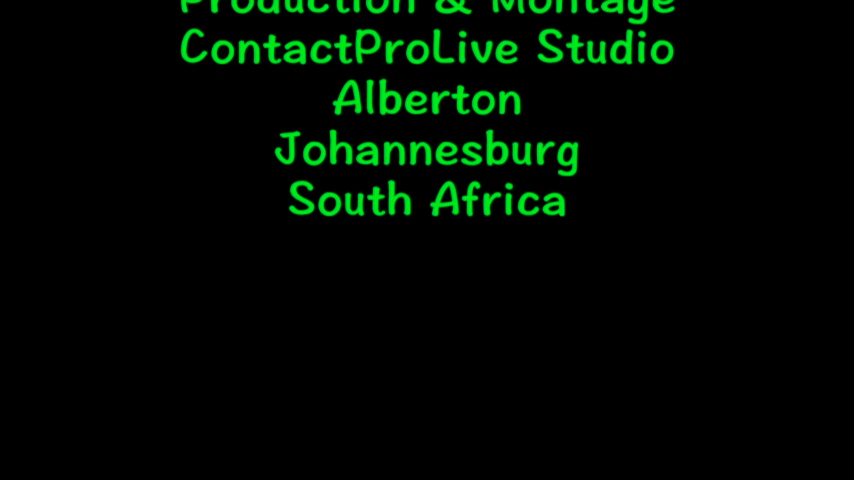 Production & Montage
ContactProLive Studio
Alberton
Johannesburg
South Africa